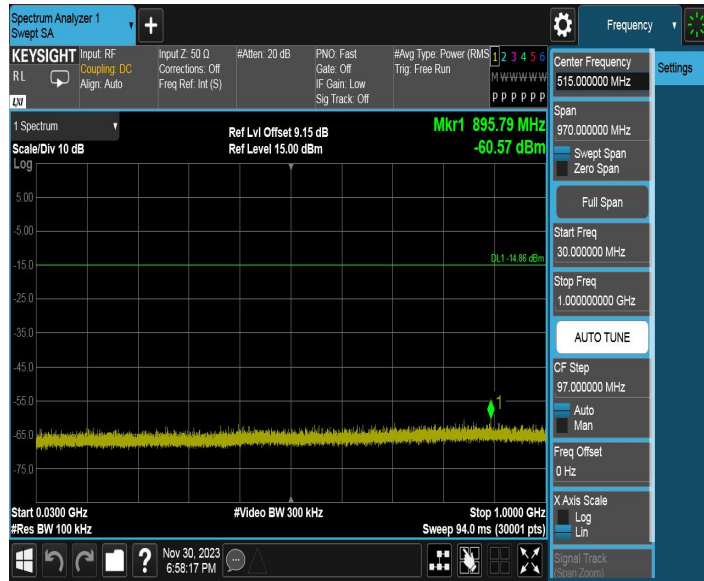 Spectrum Analyzer 1
Swept SA
Frequency
KEYSIGHT
RL
LXI
Input: RF
Coupling: DC
Align: Auto
Input Z: 50 Ω
Corrections: Off
Freq Ref: Int (S)
#Atten: 20 dB
PNO: Fast
Gate: Off
IF Gain: Low
Sig Track: Off
#Avg Type: Power (RMS
Trig: Free Run
1 2 3 4 5 6
M W W W W W
P P P P P P
1 Spectrum
Scale/Div 10 dB
Log
Ref Lvl Offset 9.15 dB
Ref Level 15.00 dBm
Mkr1 895.79 MHz
-60.57 dBm
5.00
-5.00
-15.0
-25.0
-35.0
-45.0
-55.0
-65.0
-75.0
DL1 -14.86 dBm
1
Start 0.0300 GHz
#Res BW 100 kHz
#Video BW 300 kHz
Stop 1.0000 GHz
Sweep 94.0 ms (30001 pts)
Nov 30, 2023
6:58:17 PM
Center Frequency
515.000000 MHz
Span
970.000000 MHz
Swept Span
Zero Span
Full Span
Start Freq
30.000000 MHz
Stop Freq
1.000000000 GHz
AUTO TUNE
CF Step
97.000000 MHz
Auto
Man
Freq Offset
0 Hz
X Axis Scale
Log
Lin
Signal Track
(Span Zoom)
Settings